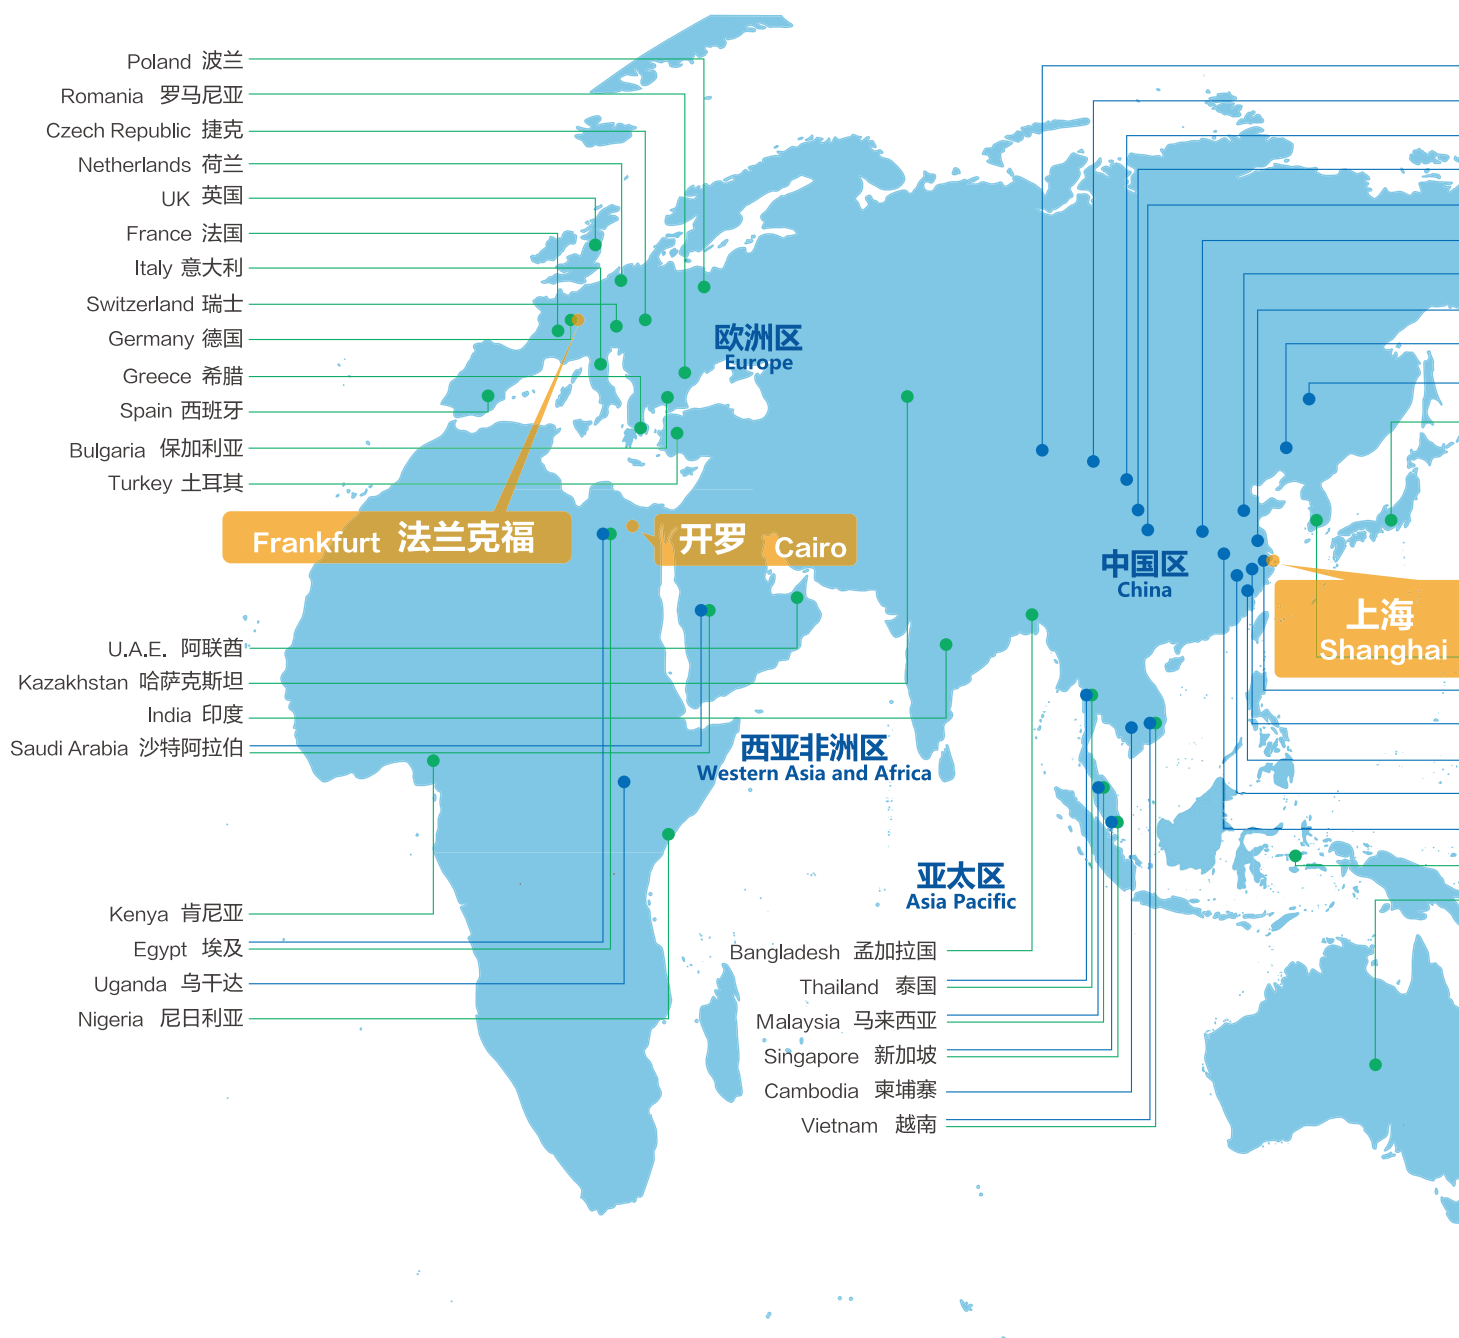 Poland 波兰
Romania 罗马尼亚
Czech Republic 捷克
Netherlands 荷兰
UK 英国
France 法国
Italy 意大利
Switzerland 瑞士
Germany 德国
Greece 希腊
Spain 西班牙
Bulgaria 保加利亚
Turkey 土耳其
欧洲区
Europe
Frankfurt 法兰克福
开罗 Cairo
中国区
China
上海
Shanghai
U.A.E. 阿联酋
Kazakhstan 哈萨克斯坦
India 印度
Saudi Arabia 沙特阿拉伯
西亚非洲区
Western Asia and Africa
亚太区
Asia Pacific
Kenya 肯尼亚
Egypt 埃及
Uganda 乌干达
Nigeria 尼日利亚
Bangladesh 孟加拉国
Thailand 泰国
Malaysia 马来西亚
Singapore 新加坡
Cambodia 柬埔寨
Vietnam 越南